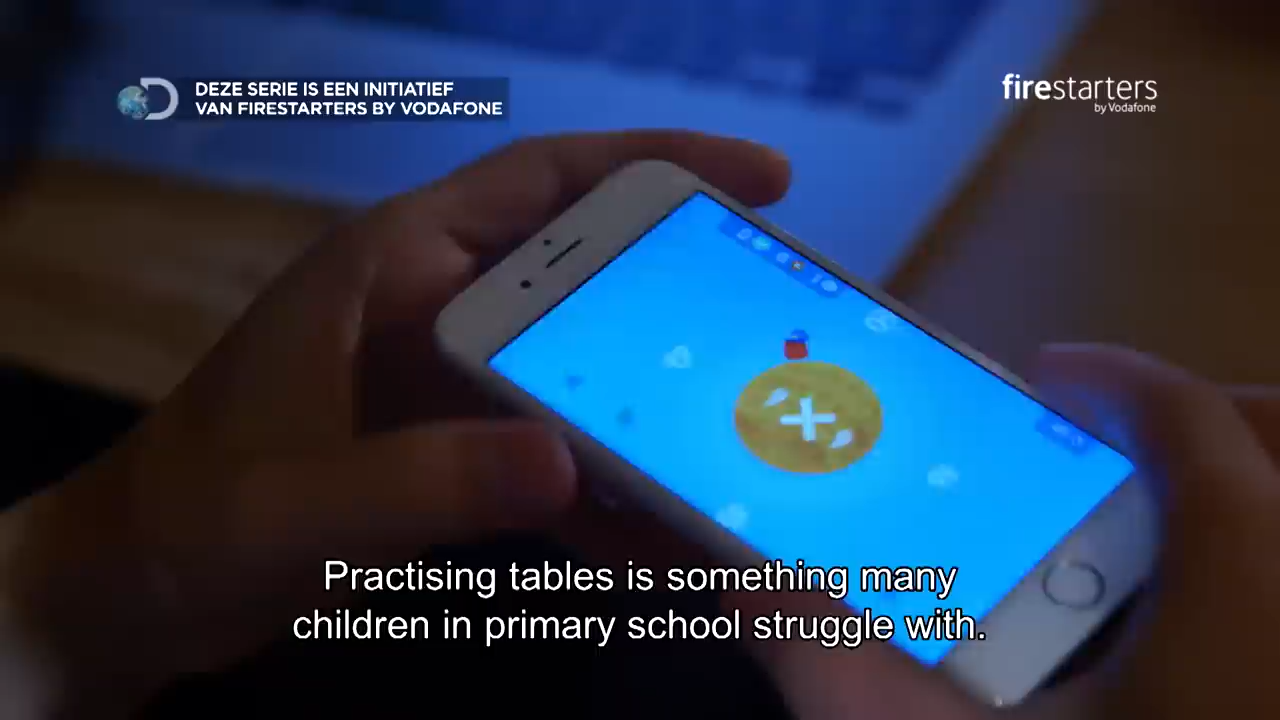 DEZE SERIE IS EEN INITIATIEF
VAN FIRESTARTERS BY VODAFONE
firestarters
by Vodafone
Practising tables is something many
children in primary school struggle with.